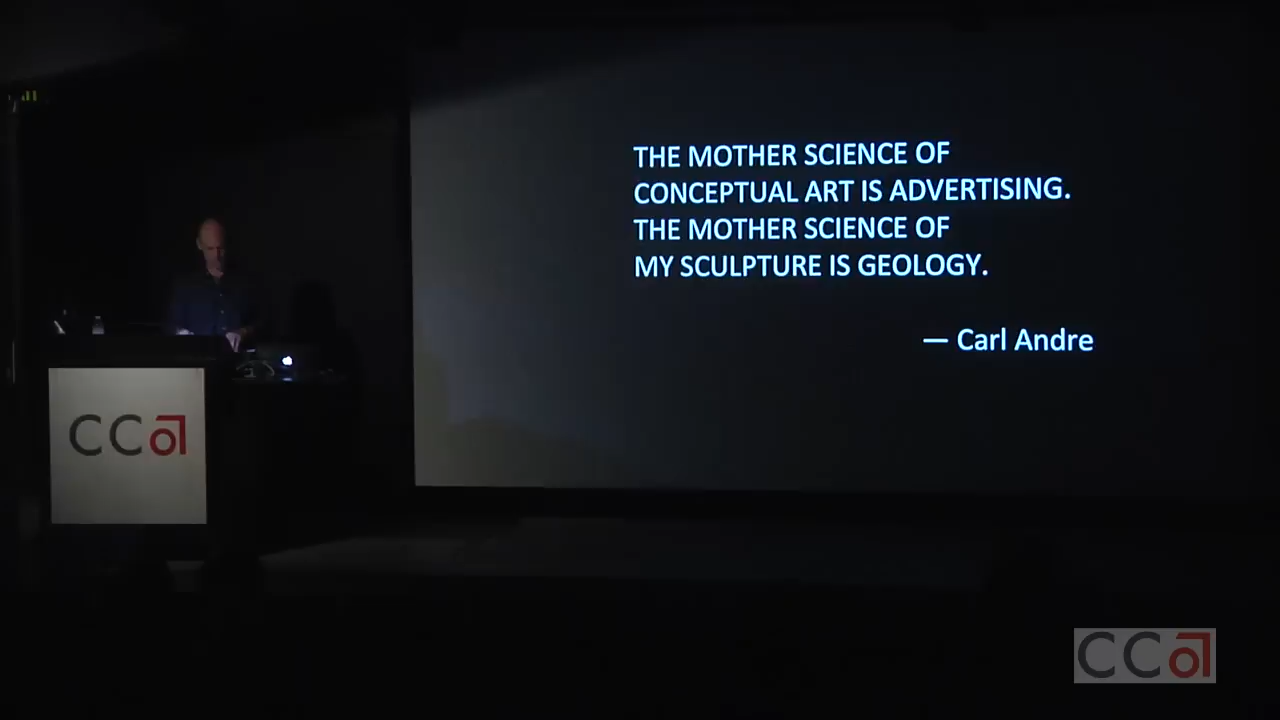 THE MOTHER SCIENCE OF
CONCEPTUAL ART IS ADVERTISING.
THE MOTHER SCIENCE OF
MY SCULPTURE IS GEOLOGY.
— Carl Andre
CCa
CCa